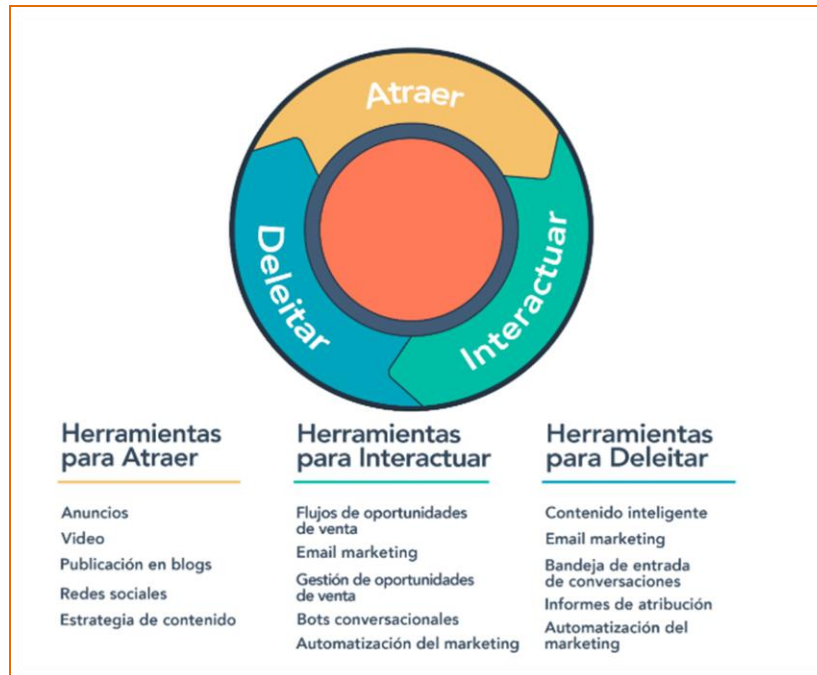 Atraer
Interactuar
Deleitar
Herramientas
para Atraer
Anuncios
Video
Publicación en blogs
Redes sociales
Estrategia de contenido
Herramientas
para Interactuar
Flujos de oportunidades
de venta
Email marketing
Gestión de oportunidades
de venta
Bots conversacionales
Automatización del marketing
Herramientas
para Deleitar
Contenido inteligente
Email marketing
Bandeja de entrada
de conversaciones
Informes de atribución
Automatización del
marketing